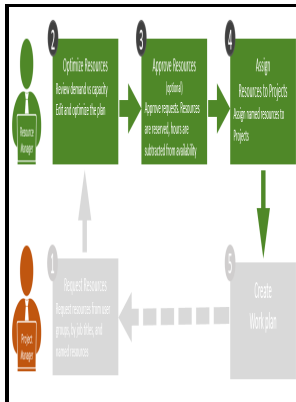 2
Optimize Resources
Review demand vs capacity
Edit and optimize the plan
3
Approve Resources
(optional)
Approve requests. Resources
are reserved, hours are
subtracted from availability
4
Assign
Resources to Projects
Assign named resources to
Projects
Resource
Manager
1
Request Resources
Request resources from user
groups, by job titles, and
named resources
5
Create
Work plan
Project
Manager